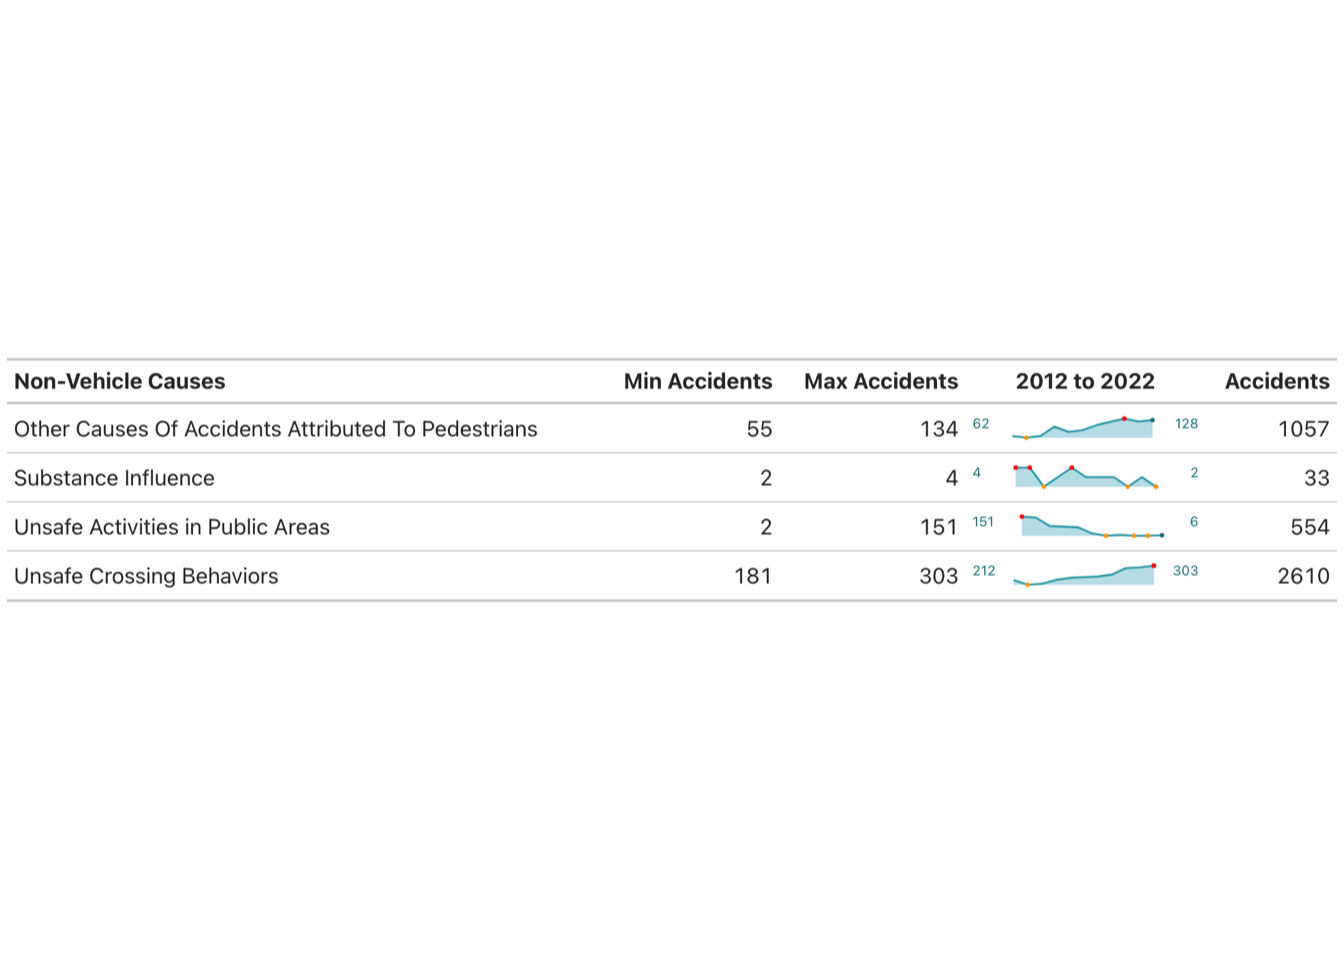 Non-Vehicle Causes Min Accidents Max Accidents 2012 to 2022 Accidents
Other Causes Of Accidents Attributed To Pedestrians 55 134 62 128 1057
Substance Influence 2 4 4 2 33
Unsafe Activities in Public Areas 2 151 151 6 554
Unsafe Crossing Behaviors 181 303 212 303 2610